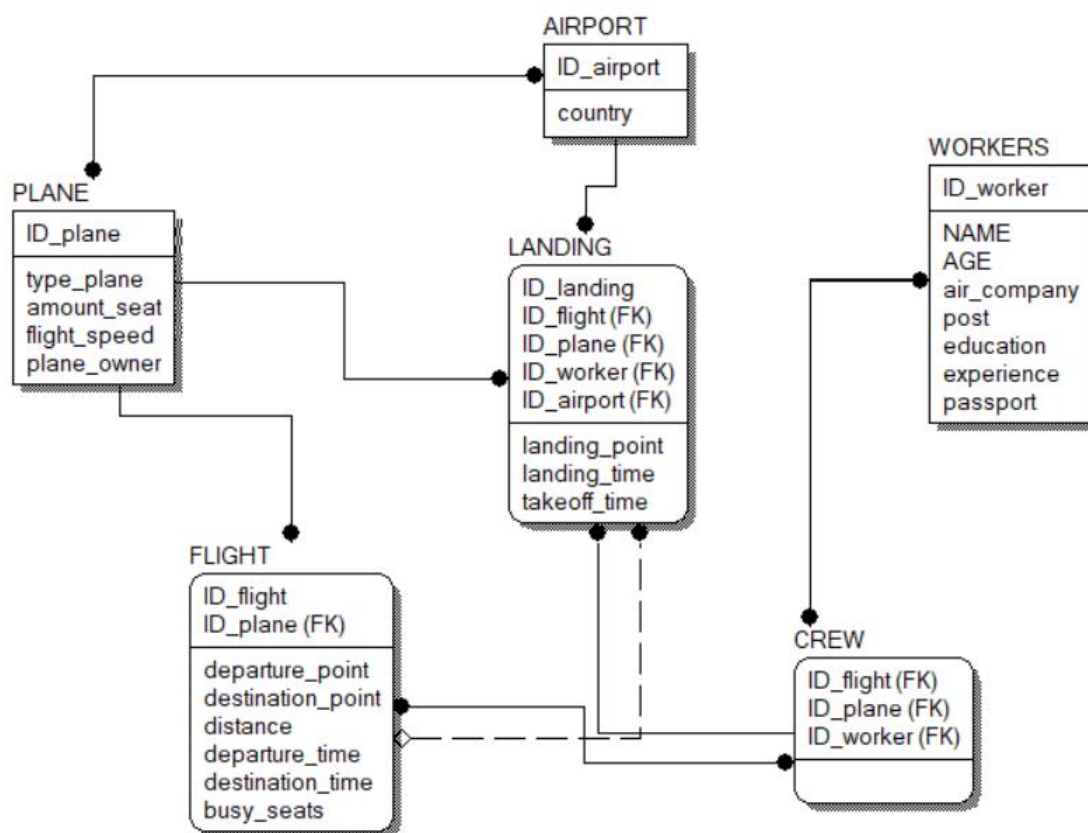 AIRPORT
ID_airport
country
WORKERS
ID_worker
NAME
AGE
air_company
post
education
experience
passport
PLANE
ID_plane
type_plane
amount_seat
flight_speed
plane_owner
LANDING
ID_landing
ID_flight (FK)
ID_plane (FK)
ID_worker (FK)
ID_airport (FK)
landing_point
landing_time
takeoff_time
FLIGHT
ID_flight
ID_plane (FK)
departure_point
destination_point
distance
departure_time
destination_time
busy_seats
CREW
ID_flight (FK)
ID_plane (FK)
ID_worker (FK)